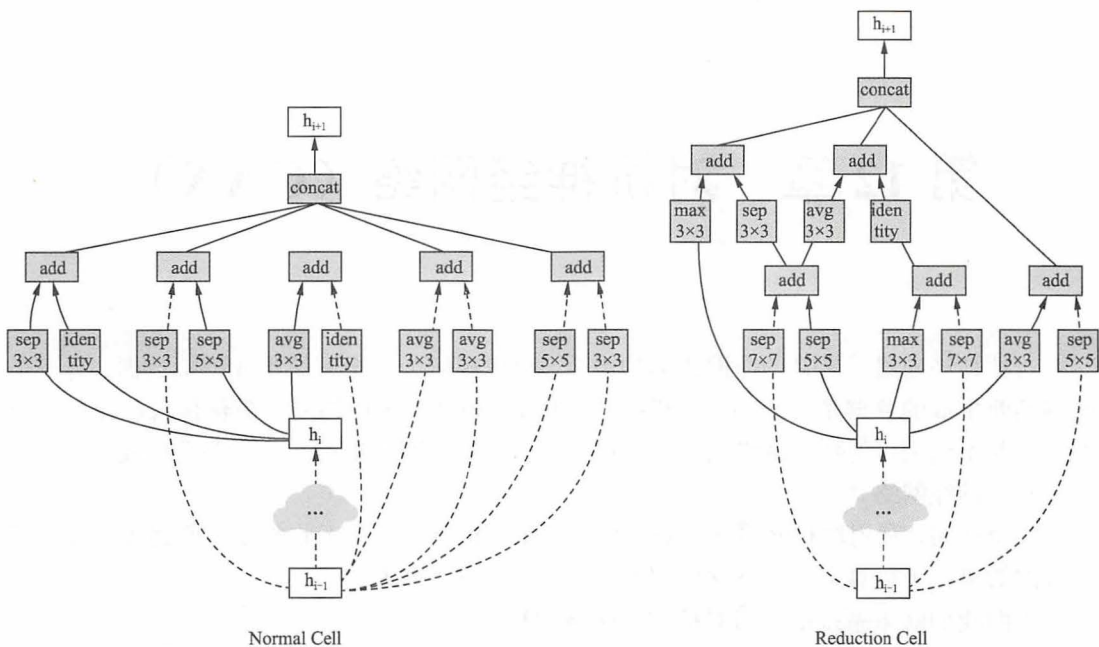 h_{i+1}
concat
add
add
add
add
add
sep 3×3
iden tity
sep 3×3
sep 5×5
avg 3×3
iden tity
avg 3×3
avg 3×3
sep 5×5
sep 3×3
h_i
...
h_{i-1}
Normal Cell
h_{i+1}
concat
add
add
max 3×3
sep 3×3
avg 3×3
iden tity
add
add
add
sep 7×7
sep 5×5
max 3×3
sep 7×7
avg 3×3
sep 5×5
h_i
...
h_{i-1}
Reduction Cell